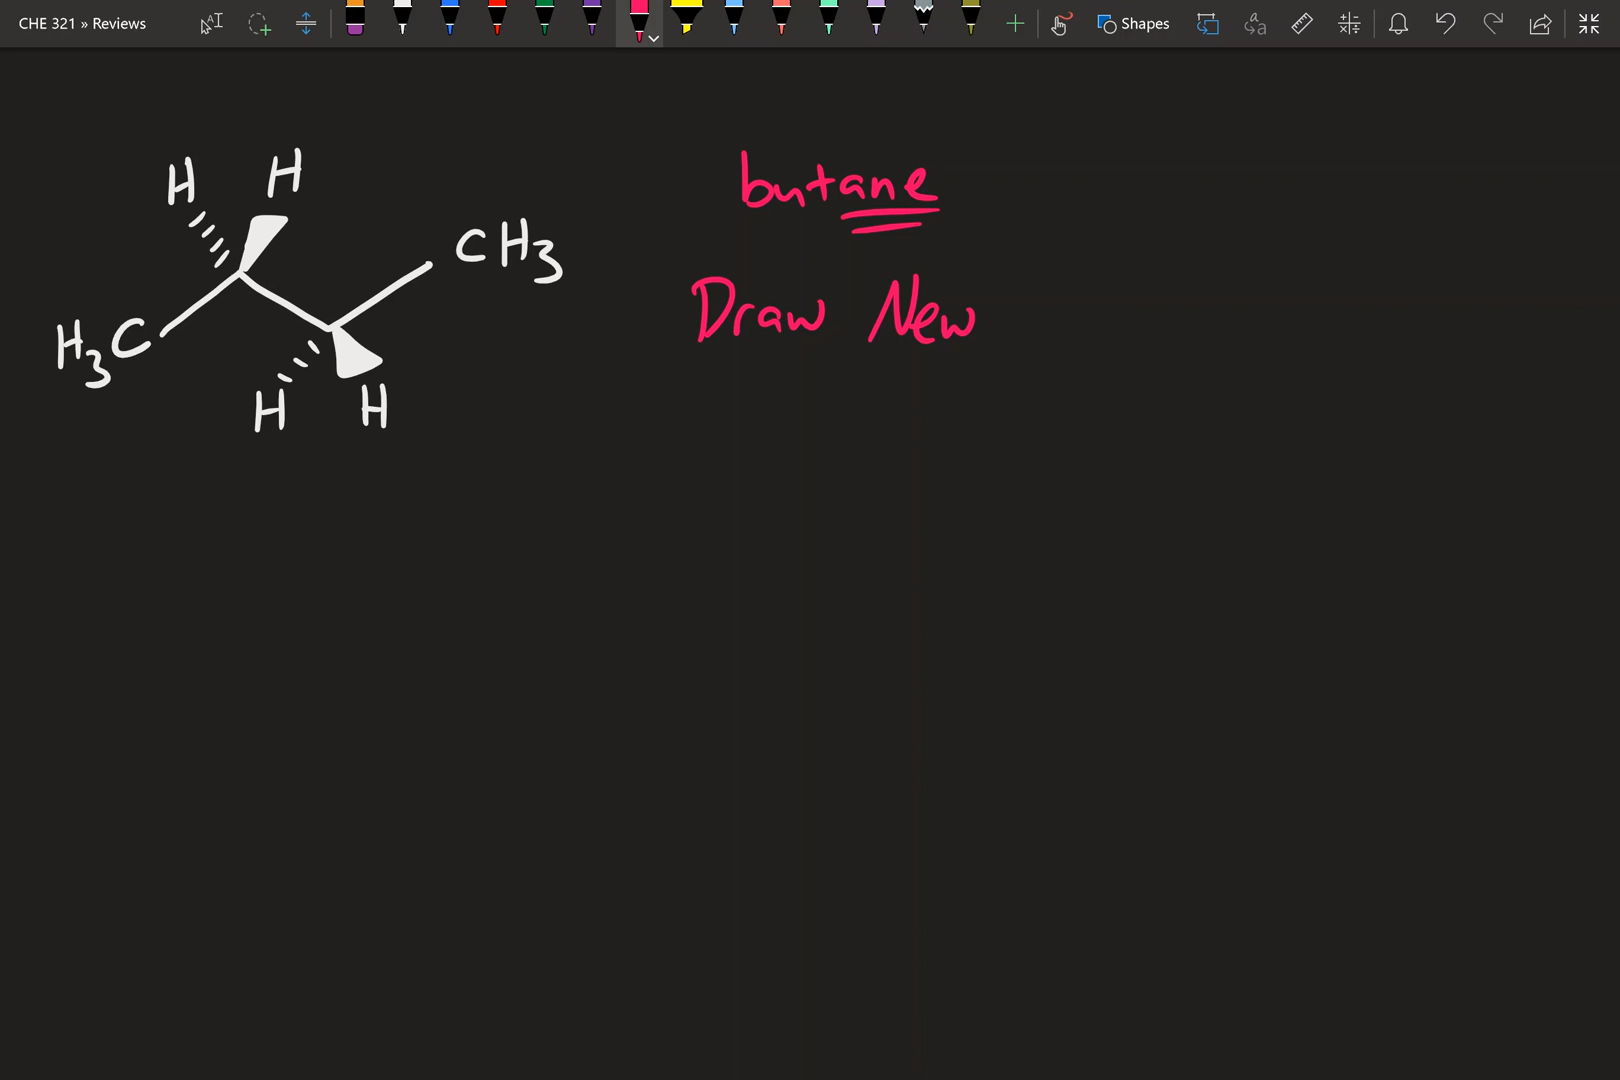 CHE 321 » Reviews
Shapes
H H
CH3
H3C
H H
butane
Draw New